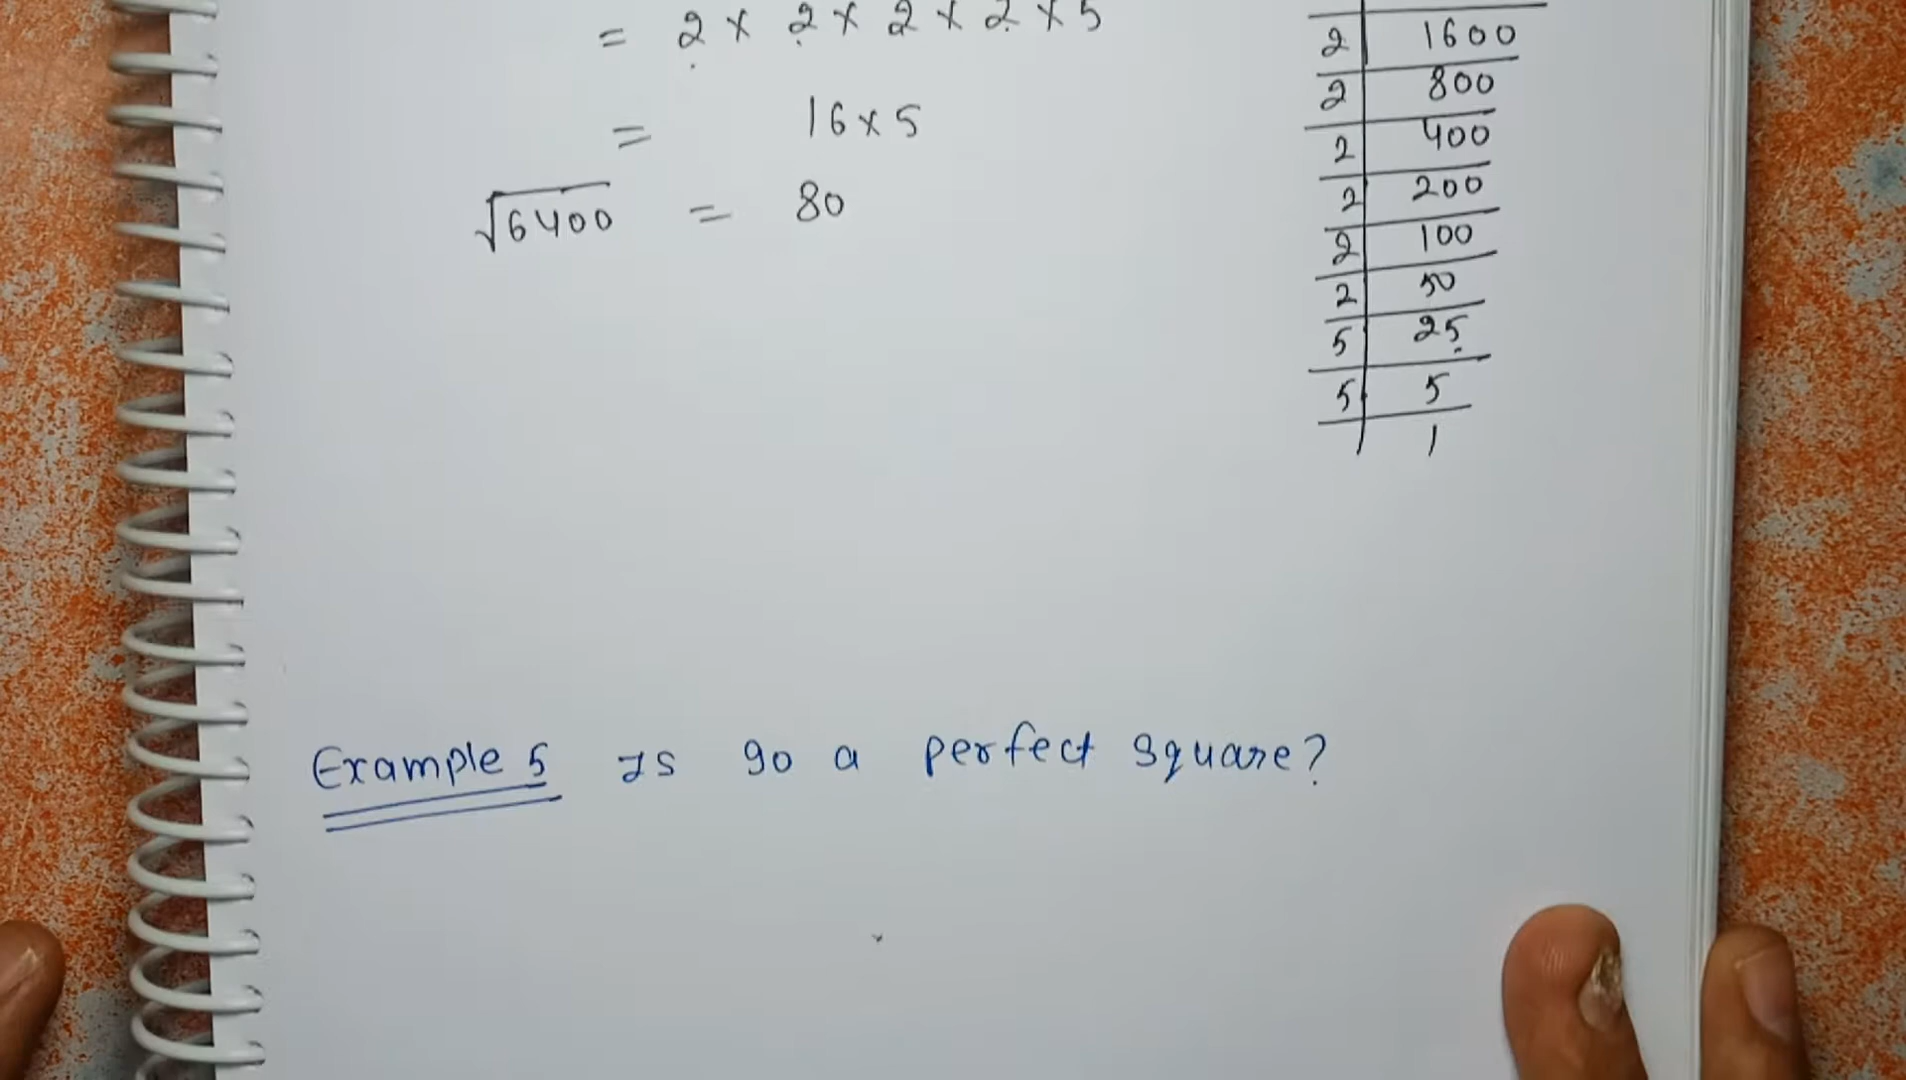 = 2 × 2 × 2 × 2 × 5
= 16 × 5
√6400 = 80
2 | 1600
2 | 800
2 | 400
2 | 200
2 | 100
2 | 50
5 | 25
5 | 5
1
Example 5 Is 90 a perfect square?